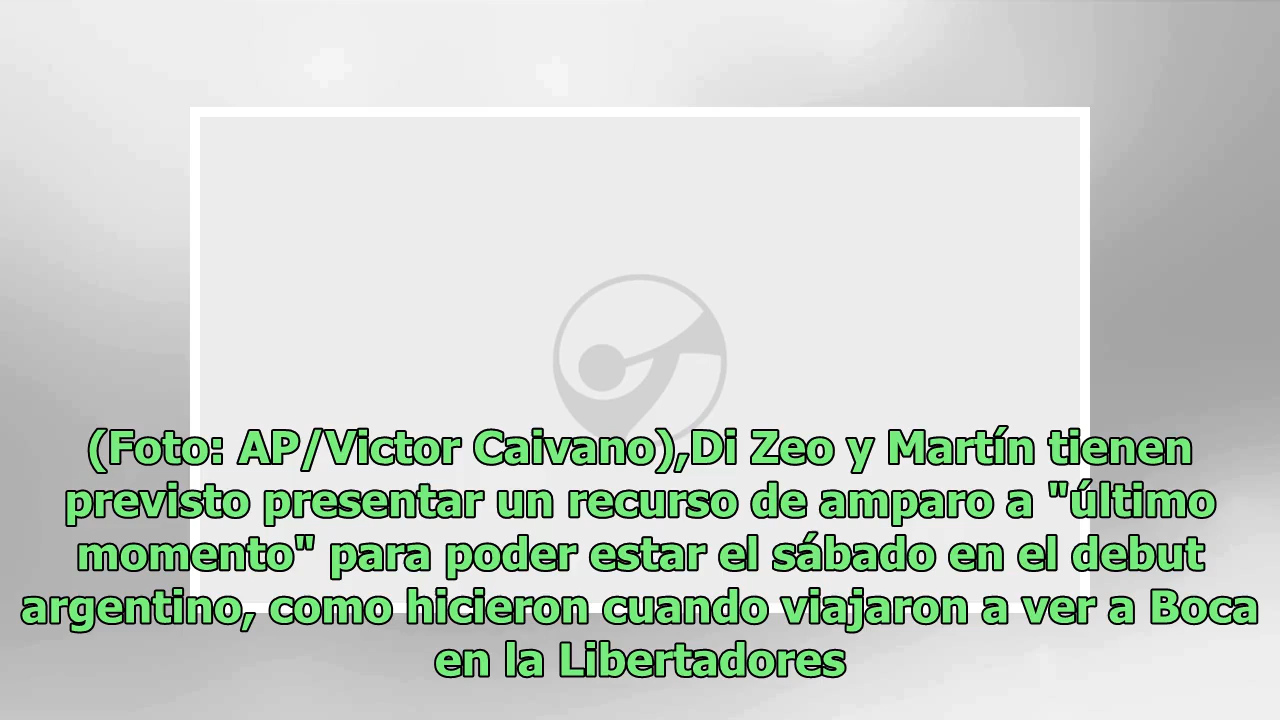 (Foto: AP/Victor Caivano),Di Zeo y Martín tienen
previsto presentar un recurso de amparo a "último
momento" para poder estar el sábado en el debut
argentino, como hicieron cuando viajaron a ver a Boca
en la Libertadores